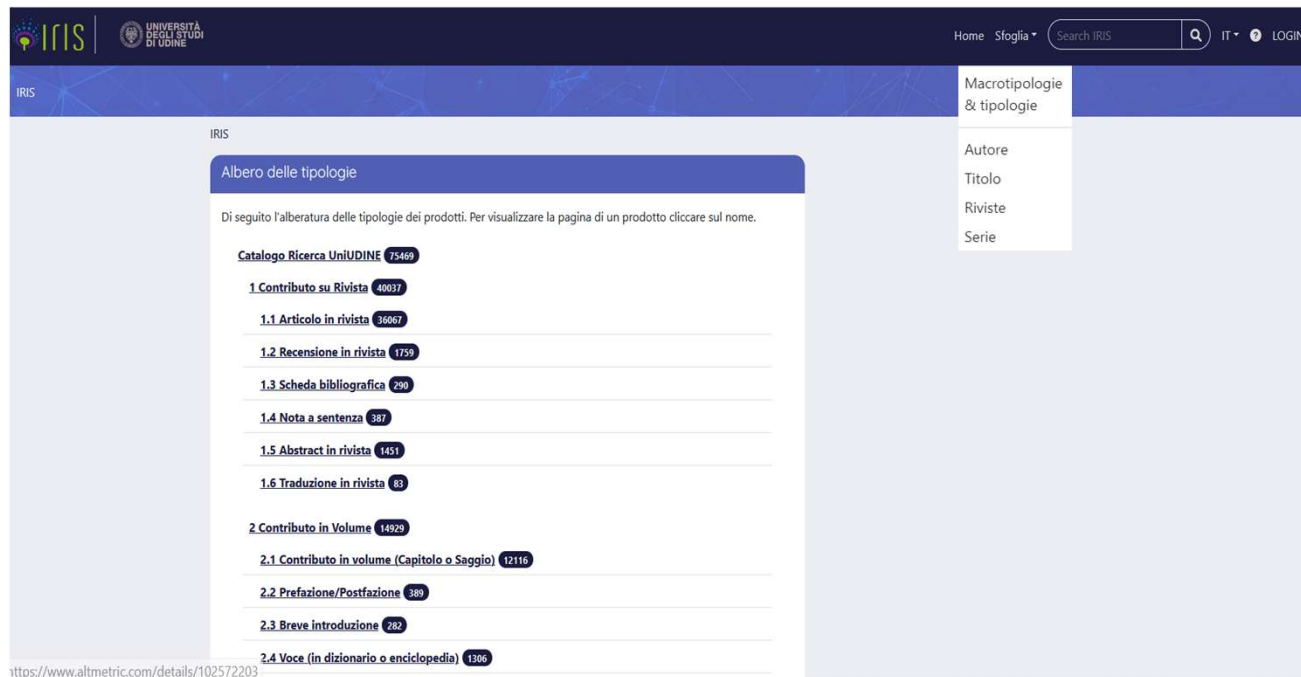 IRIS
UNIVERSITÀ
DEGLI STUDI
DI UDINE
Home Sfoglia Search IRIS IT ? LOGIN
IRIS
Macrotipologie
& tipologie
Autore
Titolo
Riviste
Serie
IRIS
Albero delle tipologie
Di seguito l'alberatura delle tipologie dei prodotti. Per visualizzare la pagina di un prodotto cliccare sul nome.
Catalogo Ricerca UniUDINE 75469
1 Contributo su Rivista 40037
1.1 Articolo in rivista 36067
1.2 Recensione in rivista 1759
1.3 Scheda bibliografica 290
1.4 Nota a sentenza 387
1.5 Abstract in rivista 1451
1.6 Traduzione in rivista 83
2 Contributo in Volume 14929
2.1 Contributo in volume (Capitolo o Saggio) 12116
2.2 Prefazione/Postfazione 389
2.3 Breve introduzione 282
2.4 Voce (in dizionario o enciclopedia) 1306
https://www.altmetric.com/details/102572203